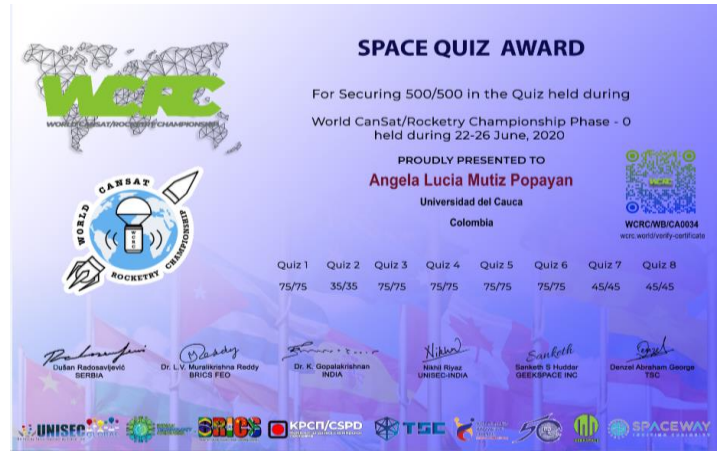 SPACE QUIZ AWARD
For Securing 500/500 in the Quiz held during
World CanSat/Rocketry Championship Phase - 0
held during 22-26 June, 2020
PROUDLY PRESENTED TO
Angela Lucia Mutiz Popayan
Universidad del Cauca
Colombia
WCRC
WORLD CANSAT/ROCKETRY CHAMPIONSHIP
WORLD CANSAT
ROCKETRY CHAMPIONSHIP
WCRC
WCRC/WB/CA0034
wcrc.world/verify-certificate
Quiz 1 Quiz 2 Quiz 3 Quiz 4 Quiz 5 Quiz 6 Quiz 7 Quiz 8
75/75 35/35 75/75 75/75 75/75 75/75 45/45 45/45
Reddy Nikhil Sanketh
Dušan Radosavljević Dr. L.V. Muralikrishna Reddy Dr. K. Gopalakrishnan Nikhil Riyaz Sanketh S Huddar Denzel Abraham George
SERBIA BRICS FEO INDIA UNISEC-INDIA GEEKSPACE INC TSC
UNISEC BRICS КРСП/CSPD TSC SPACEWAY